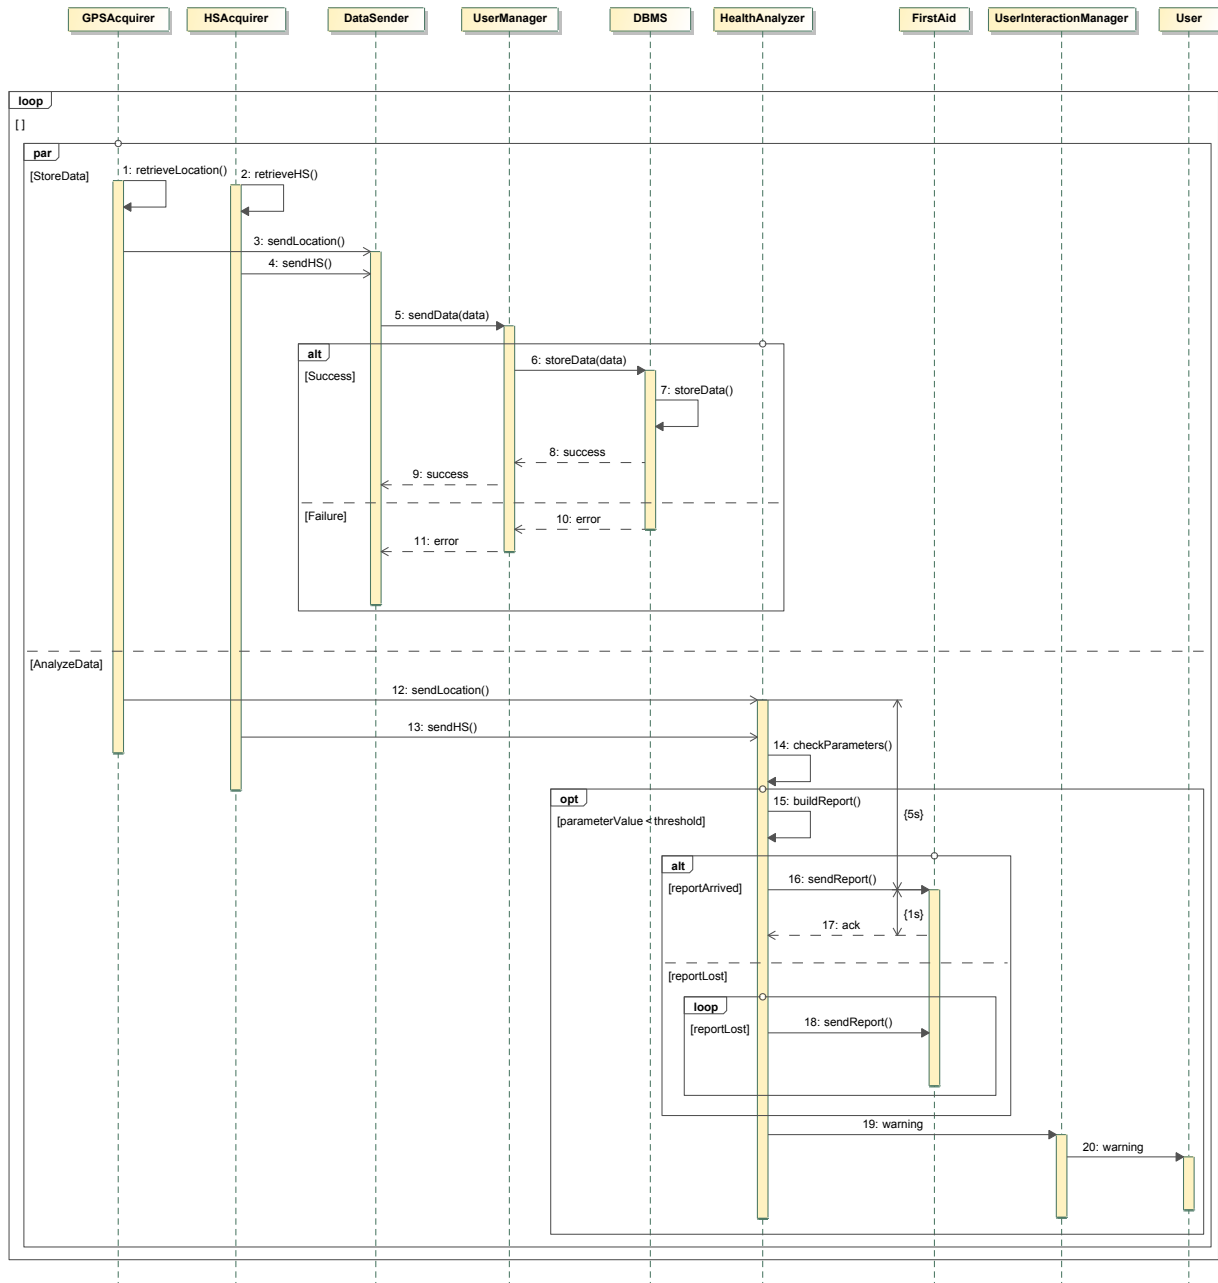 GPSAcquirer HSAcquirer DataSender UserManager DBMS HealthAnalyzer FirstAid UserInteractionManager User
loop
[ ]
par
[StoreData]
1: retrieveLocation()
2: retrieveHS()
3: sendLocation()
4: sendHS()
5: sendData(data)
alt
[Success]
6: storeData(data)
7: storeData()
8: success
9: success
[Failure]
10: error
11: error
[AnalyzeData]
12: sendLocation()
13: sendHS()
14: checkParameters()
opt
[parameterValue < threshold]
15: buildReport()
{5s}
alt
[reportArrived]
16: sendReport()
{1s}
17: ack
[reportLost]
loop
[reportLost]
18: sendReport()
19: warning
20: warning